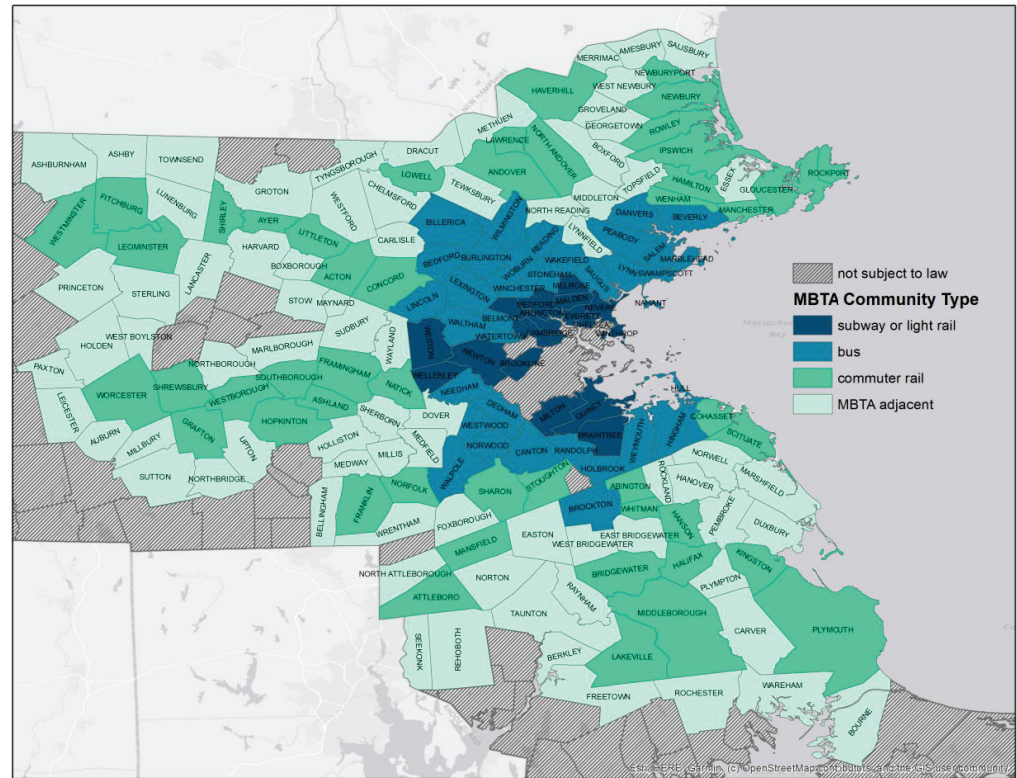 AMESBURY
SALISBURY
MERRIMAC
NEWBURYPORT
HAVERHILL
WEST NEWBURY
NEWBURY
GROVELAND
METHUEN
GEORGETOWN
ROWLEY
LAWRENCE
NORTH ANDOVER
ASHBY
DRACUT
BOXFORD
IPSWICH
ASHBURNHAM
TOWNSEND
TYNGSBOROUGH
ANDOVER
ESSEX
ROCKPORT
GROTON
LOWELL
TOPSFIELD
HAMILTON
GLOUCESTER
LUNENBURG
WESTFORD
CHELMSFORD
TEWKSBURY
MIDDLETON
WENHAM
FITCHBURG
SHIRLEY
NORTH READING
MANCHESTER
WESTMINSTER
AYER
BILLERICA
WILMINGTON
DANVERS
BEVERLY
LITTLETON
CARLISLE
LYNNFIELD
PEABODY
LEOMINSTER
HARVARD
READING
SALEM
LANCASTER
BOXBOROUGH
BEDFORD
BURLINGTON
WOBURN
WAKEFIELD
MARBLEHEAD
ACTON
CONCORD
STONEHAM
SAUGUS
LYNN
SWAMPSCOTT
PRINCETON
STERLING
STOW
MAYNARD
LINCOLN
LEXINGTON
WINCHESTER
MELROSE
NAHANT
MEDFORD
MALDEN
REVERE
ARLINGTON
EVERETT
SUDBURY
WALTHAM
BELMONT
CHELSEA
WEST BOYLSTON
WAYLAND
WESTON
WATERTOWN
CAMBRIDGE
WINTHROP
HOLDEN
MARLBOROUGH
NORTHBOROUGH
NEWTON
BROOKLINE
PAXTON
SOUTHBOROUGH
FRAMINGHAM
WELLESLEY
SHREWSBURY
WESTBOROUGH
NATICK
NEEDHAM
HULL
WORCESTER
ASHLAND
DOVER
DEDHAM
MILTON
QUINCY
LEICESTER
SHERBORN
COHASSET
GRAFTON
HOPKINTON
WESTWOOD
BRAINTREE
WEYMOUTH
HINGHAM
AUBURN
HOLLISTON
MEDFIELD
SCITUATE
MILLBURY
UPTON
MILLIS
NORWOOD
CANTON
RANDOLPH
MEDWAY
NORWELL
SUTTON
NORTHBRIDGE
WALPOLE
HOLBROOK
ROCKLAND
HANOVER
MARSHFIELD
BELLINGHAM
FRANKLIN
NORFOLK
SHARON
STOUGHTON
ABINGTON
BROCKTON
WHITMAN
PEMBROKE
WRENTHAM
FOXBOROUGH
HANSON
DUXBURY
EASTON
EAST BRIDGEWATER
WEST BRIDGEWATER
MANSFIELD
KINGSTON
NORTH ATTLEBOROUGH
NORTON
BRIDGEWATER
HALIFAX
PLYMPTON
ATTLEBORO
RAYNHAM
TAUNTON
MIDDLEBOROUGH
CARVER
PLYMOUTH
SEEKONK
REHOBOTH
BERKLEY
LAKEVILLE
WAREHAM
FREETOWN
ROCHESTER
BOURNE
not subject to law
MBTA Community Type
subway or light rail
bus
commuter rail
MBTA adjacent
HERE, Garmin, (c) OpenStreetMap contributors, and the GIS user community